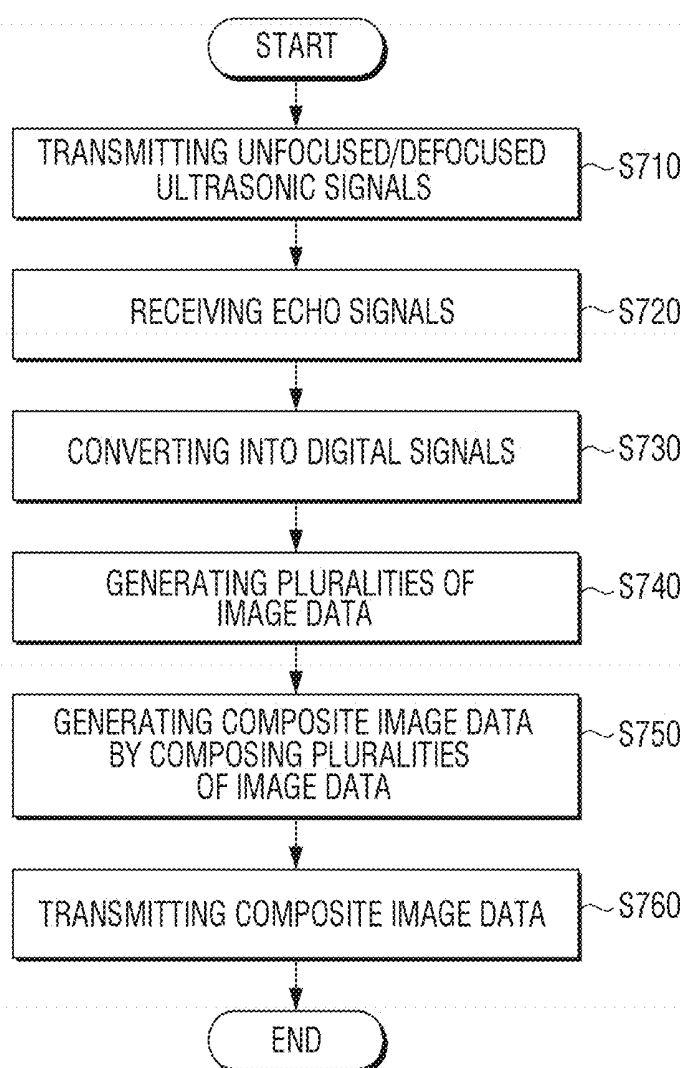 START
TRANSMITTING UNFOCUSED/DEFOCUSED
ULTRASONIC SIGNALS
S710
RECEIVING ECHO SIGNALS
S720
CONVERTING INTO DIGITAL SIGNALS
S730
GENERATING PLURALITIES OF
IMAGE DATA
S740
GENERATING COMPOSITE IMAGE DATA
BY COMPOSING PLURALITIES
OF IMAGE DATA
S750
TRANSMITTING COMPOSITE IMAGE DATA
S760
END